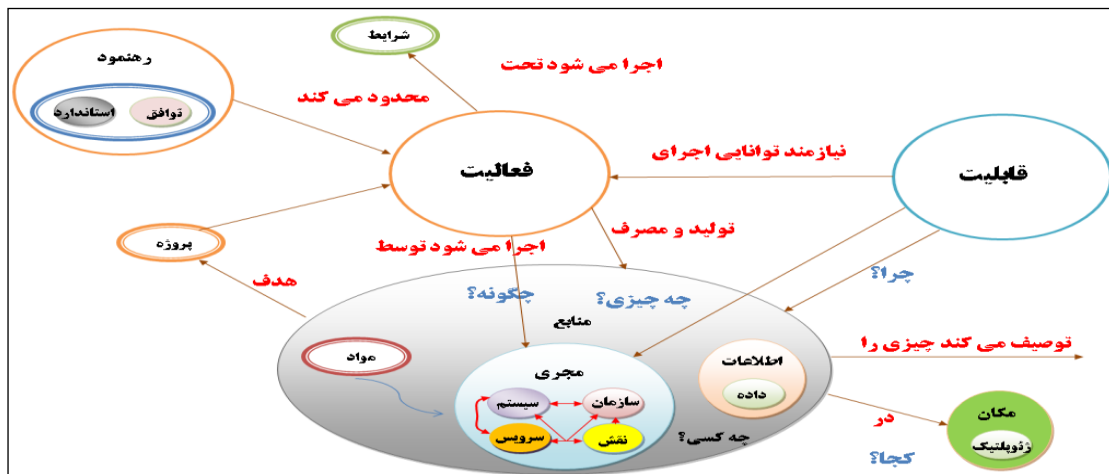 شرایط
رهنمود
اجرا می شود تحت
محدود می کند
توافق
استاندارد
نیازمند توانایی اجرای
فعالیت
قابلیت
تولید و مصرف
اجرا می شود توسط
پروژه
هدف
چرا؟
چه چیزی؟
چگونه؟
منابع
توصیف می کند چیزی را
مواد
اطلاعات
مجری
داده
سازمان
سیستم
مکان
در
نقش
سرویس
چه کسی؟
ژئوپلتیک
کجا؟